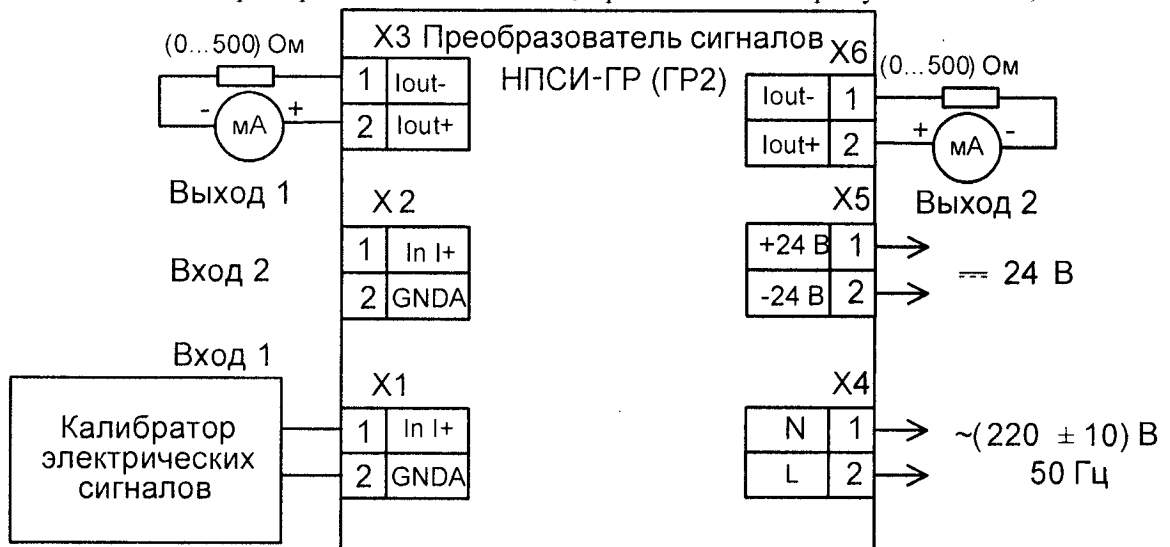 (0...500) Ом
X3 Преобразователь сигналов
НПСИ-ГР (ГР2)
X6
(0...500) Ом
1 Iout-
2 Iout+
- мА +
Выход 1
Iout- 1
Iout+ 2
+ мА -
Выход 2
X 2
1 In I+
2 GNDA
Вход 2
X5
+24 В 1
-24 В 2
24 В
Вход 1
X1
1 In I+
2 GNDA
Калибратор
электрических
сигналов
X4
N 1
L 2
~(220 ± 10) В
50 Гц